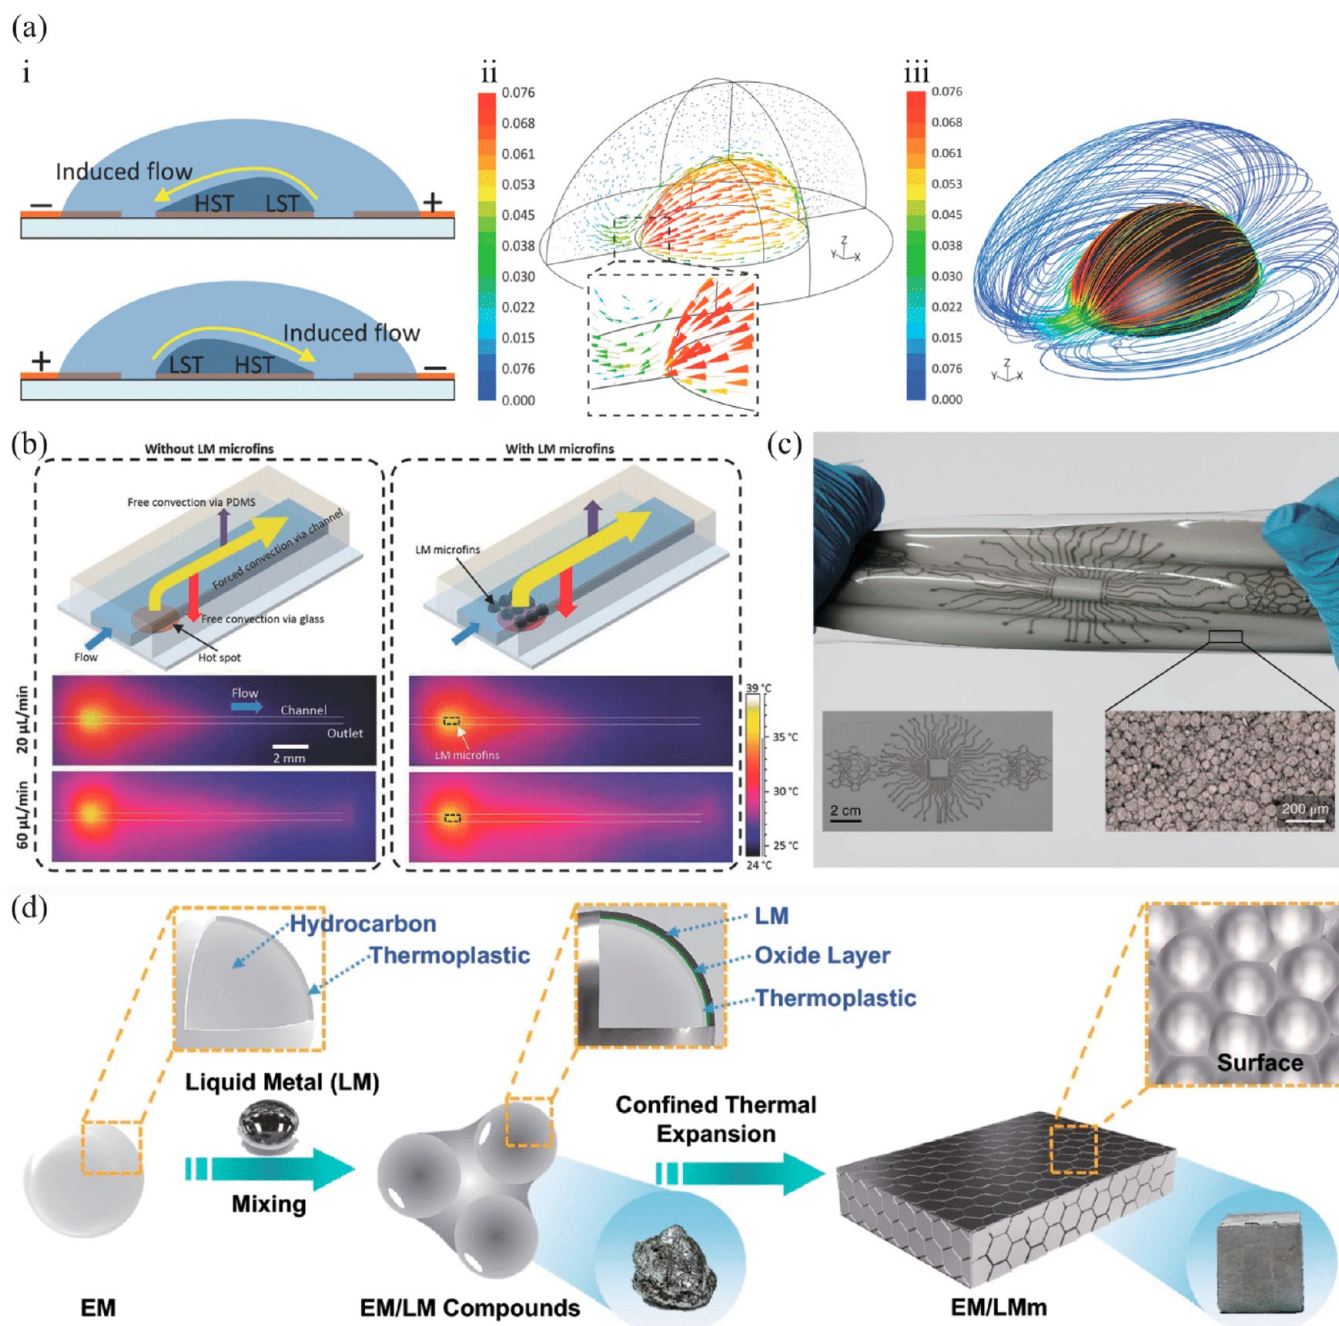 (a)
i
Induced flow
HST LST
− +
Induced flow
LST HST
+ −
ii
0.076
0.068
0.061
0.053
0.045
0.038
0.030
0.022
0.015
0.000
Z
Y X
iii
0.076
0.068
0.061
0.053
0.045
0.038
0.030
0.022
0.015
0.000
Z
Y X
(b)
Without LM microfins
Free convection via PDMS
Forced convection via channel
Free convection via glass
Flow
Hot spot
With LM microfins
LM microfins
Flow
20 µL/min
Flow
Channel
Outlet
2 mm
LM microfins
60 µL/min
39 °C
35 °C
30 °C
25 °C
24 °C
(c)
2 cm
200 µm
(d)
Hydrocarbon
Thermoplastic
LM
Oxide Layer
Thermoplastic
Surface
Liquid Metal (LM)
Mixing
Confined Thermal
Expansion
EM
EM/LM Compounds
EM/LMm